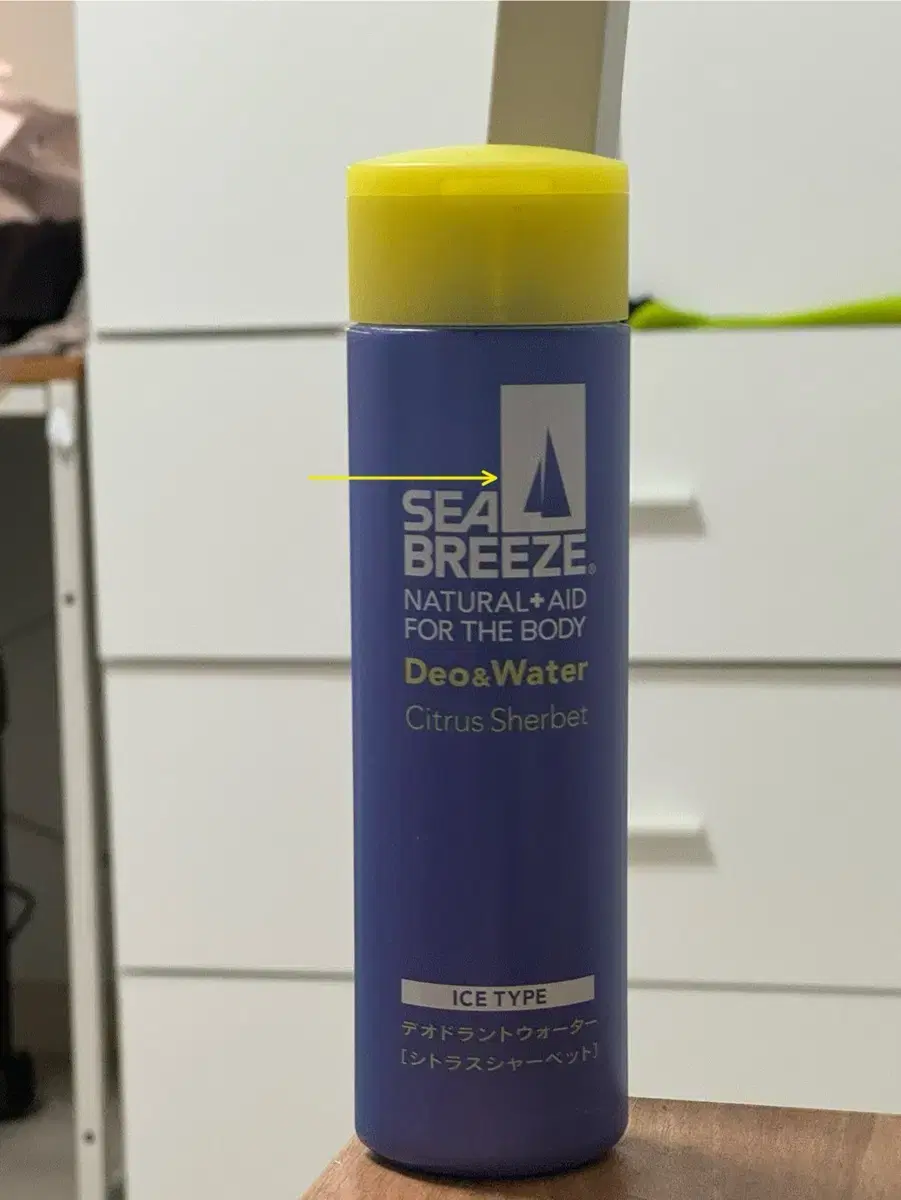 SEA
BREEZE®
NATURAL+AID
FOR THE BODY
Deo&Water
Citrus Sherbet
ICE TYPE
デオドラントウォーター
[シトラスシャーベット]